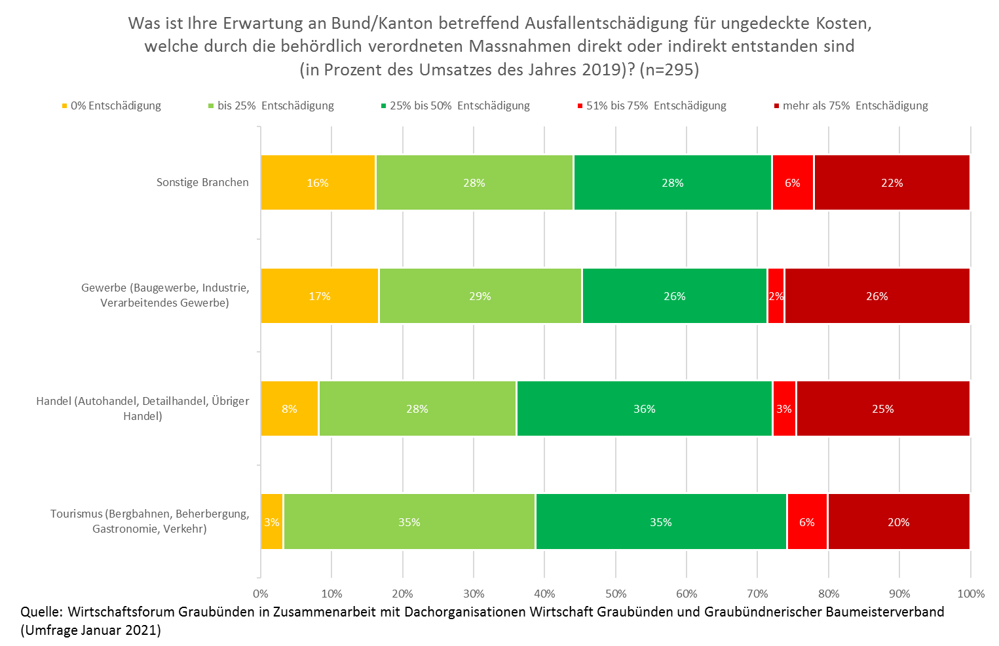 Was ist Ihre Erwartung an Bund/Kanton betreffend Ausfallentschädigung für ungedeckte Kosten,
welche durch die behördlich verordneten Massnahmen direkt oder indirekt entstanden sind
(in Prozent des Umsatzes des Jahres 2019)? (n=295)
0% Entschädigung bis 25% Entschädigung 25% bis 50% Entschädigung 51% bis 75% Entschädigung mehr als 75% Entschädigung
Sonstige Branchen 16% 28% 28% 6% 22%
Gewerbe (Baugewerbe, Industrie,
Verarbeitendes Gewerbe)
17% 29% 26% 2% 26%
Handel (Autohandel, Detailhandel, Übriger
Handel)
8% 28% 36% 3% 25%
Tourismus (Bergbahnen, Beherbergung,
Gastronomie, Verkehr)
3% 35% 35% 6% 20%
0% 10% 20% 30% 40% 50% 60% 70% 80% 90% 100%
Quelle: Wirtschaftsforum Graubünden in Zusammenarbeit mit Dachorganisationen Wirtschaft Graubünden und Graubündnerischer Baumeisterverband
(Umfrage Januar 2021)